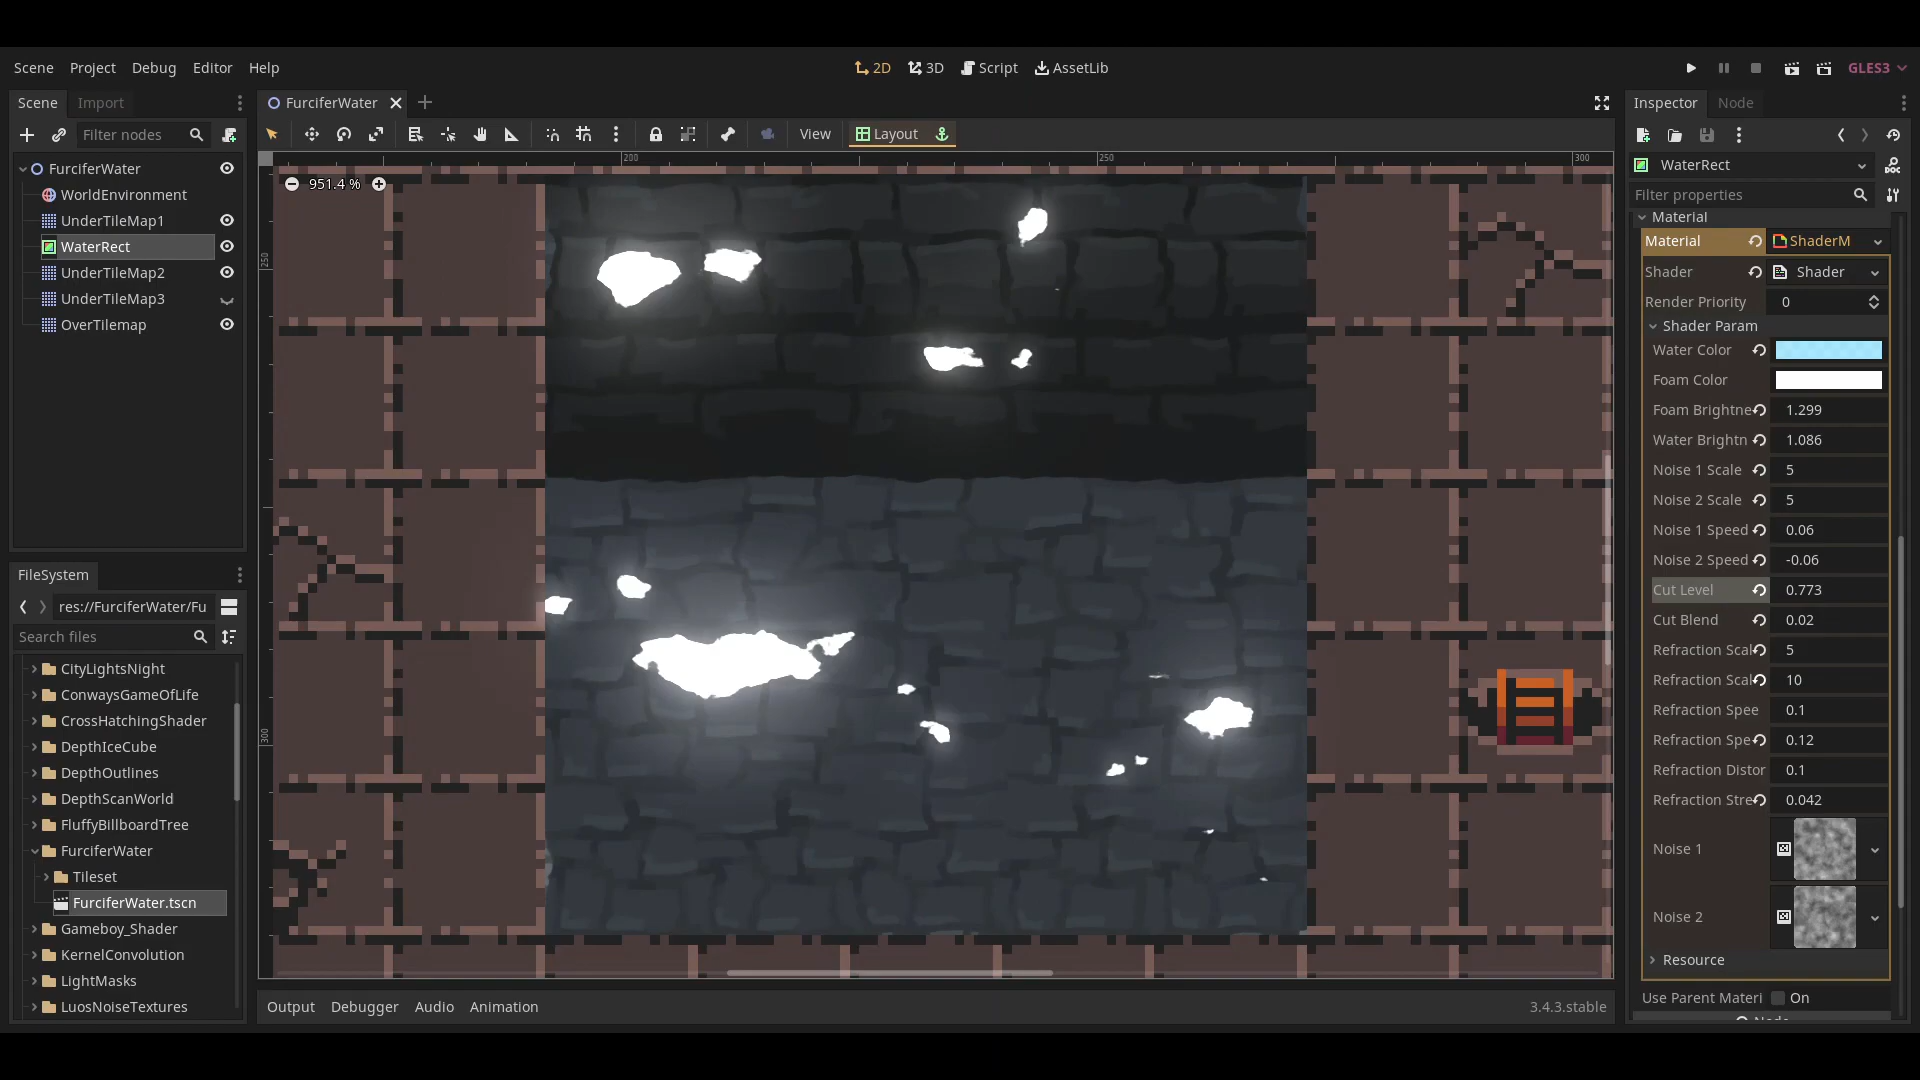 Scene Project Debug Editor Help
2D 3D Script AssetLib
GLES3
Scene Import
Filter nodes
FurciferWater
WorldEnvironment
UnderTileMap1
WaterRect
UnderTileMap2
UnderTileMap3
OverTilemap
FileSystem
res://FurciferWater/Fu
Search files
CityLightsNight
ConwaysGameOfLife
CrossHatchingShader
DepthIceCube
DepthOutlines
DepthScanWorld
FluffyBillboardTree
FurciferWater
Tileset
FurciferWater.tscn
Gameboy_Shader
KernelConvolution
LightMasks
LuosNoiseTextures
FurciferWater
View Layout
200 250 300
951.4 %
250
300
Output Debugger Audio Animation 3.4.3.stable
Inspector Node
WaterRect
DOC
Filter properties
Material
Material ShaderM
Shader Shader
Render Priority 0
Shader Param
Water Color
Foam Color
Foam Brightne 1.299
Water Brightn 1.086
Noise 1 Scale 5
Noise 2 Scale 5
Noise 1 Speed 0.06
Noise 2 Speed -0.06
Cut Level 0.773
Cut Blend 0.02
Refraction Scal 5
Refraction Scal 10
Refraction Spee 0.1
Refraction Spe 0.12
Refraction Distor 0.1
Refraction Stre 0.042
Noise 1
Noise 2
Resource
Use Parent Materi On